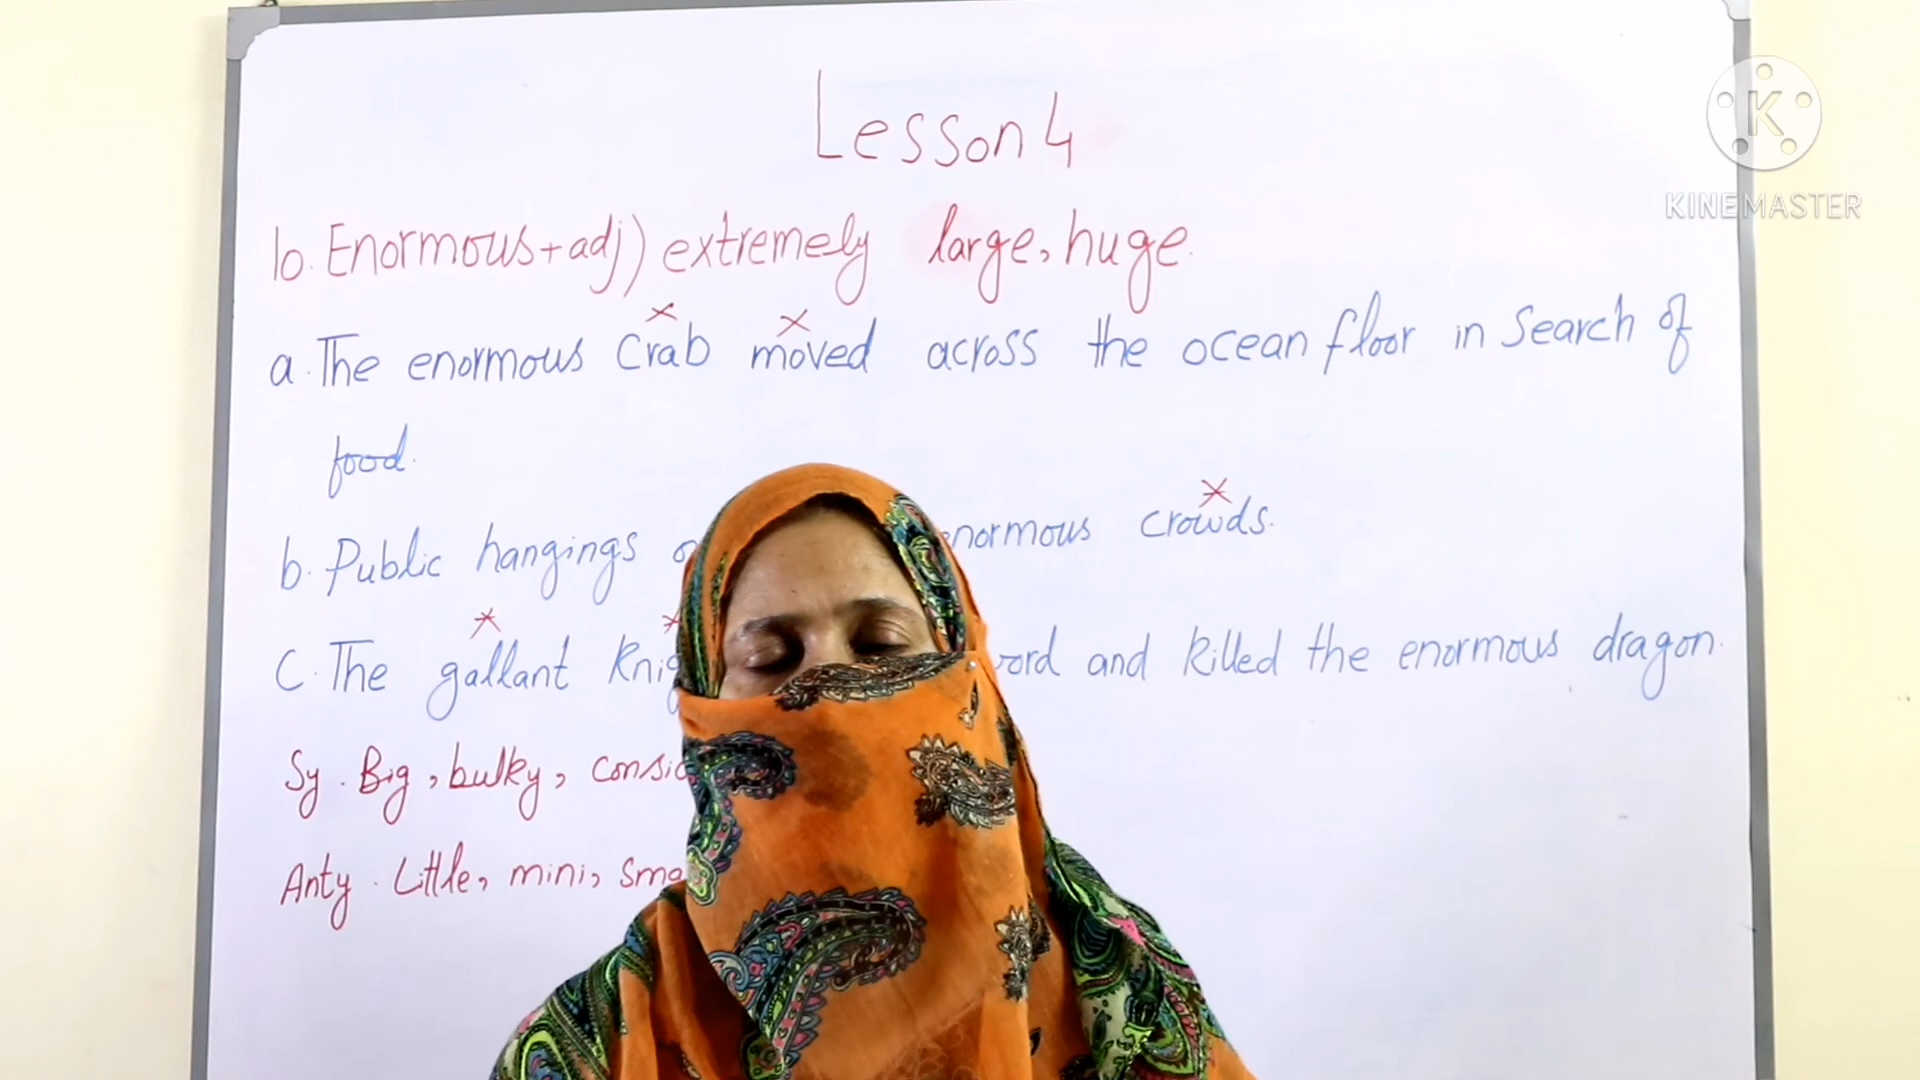 Lesson 4
K
KINEMASTER
10. Enormous + adj) extremely large, huge.
a. The enormous crab moved across the ocean floor in search of
food.
b. Public hangings enormous crowds.
C. The gallant and killed the enormous dragon.
Sy. Big, bulky,
Anty. Little, mini,